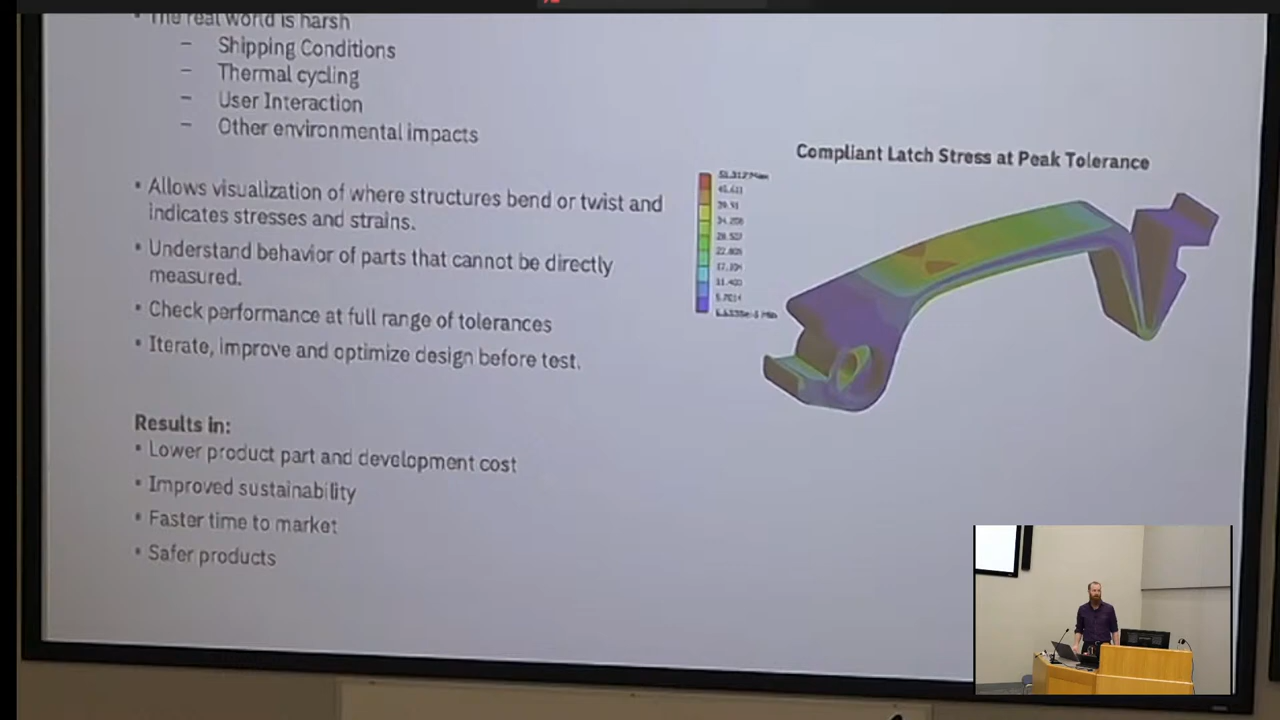 The real world is harsh
– Shipping Conditions
– Thermal cycling
– User Interaction
– Other environmental impacts
Compliant Latch Stress at Peak Tolerance
▪ Allows visualization of where structures bend or twist and
indicates stresses and strains.
▪ Understand behavior of parts that cannot be directly
measured.
▪ Check performance at full range of tolerances
▪ Iterate, improve and optimize design before test.
Results in:
▪ Lower product part and development cost
▪ Improved sustainability
▪ Faster time to market
▪ Safer products